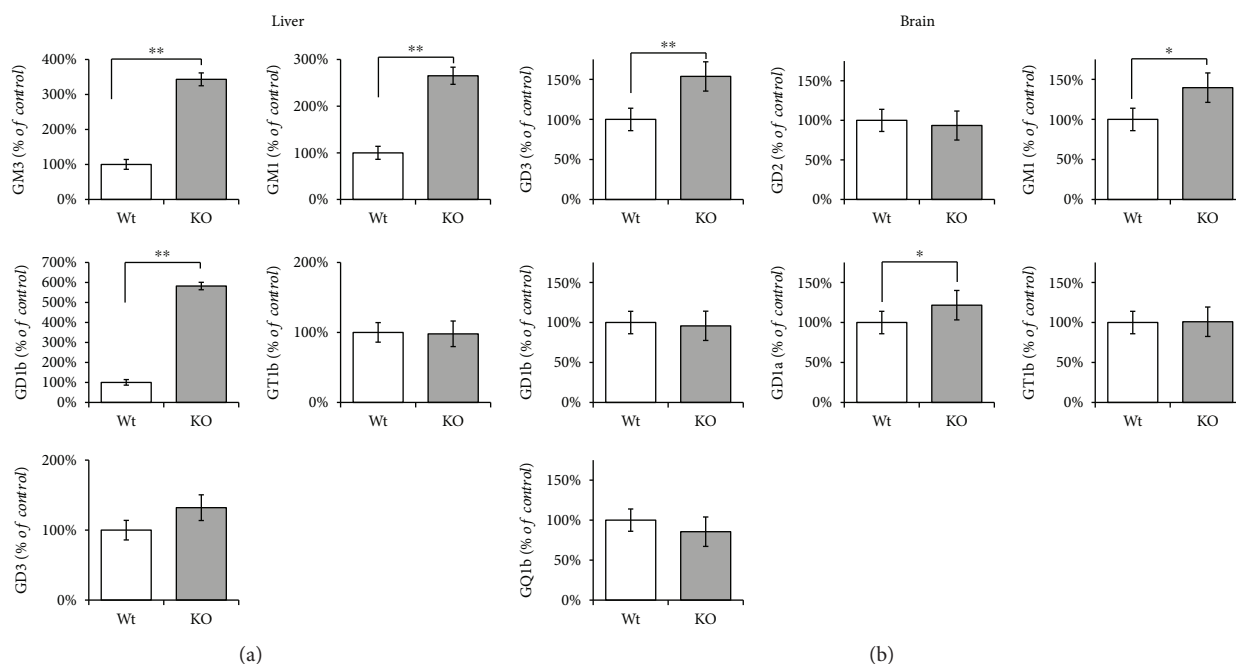 Liver
Brain
GM3 (% of control)
400%
300%
200%
100%
0%
**
Wt KO
GM1 (% of control)
300%
200%
100%
0%
**
Wt KO
GD3 (% of control)
150%
100%
50%
0%
**
Wt KO
GD2 (% of control)
150%
100%
50%
0%
Wt KO
GM1 (% of control)
150%
100%
50%
0%
*
Wt KO
GD1b (% of control)
700%
600%
500%
400%
300%
200%
100%
0%
**
Wt KO
GT1b (% of control)
200%
100%
0%
Wt KO
GD1b (% of control)
150%
100%
50%
0%
Wt KO
GD1a (% of control)
150%
100%
50%
0%
*
Wt KO
GT1b (% of control)
150%
100%
50%
0%
Wt KO
GD3 (% of control)
200%
100%
0%
Wt KO
GQ1b (% of control)
150%
100%
50%
0%
Wt KO
(a)
(b)